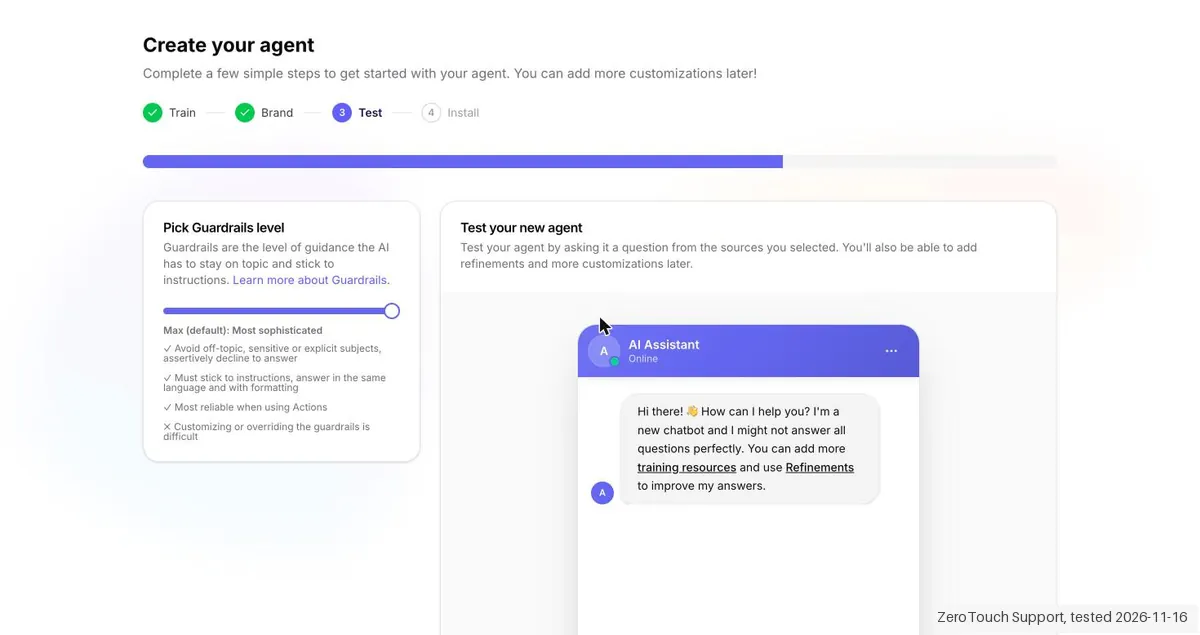 Create your agent
Complete a few simple steps to get started with your agent. You can add more customizations later!
Train
Brand
3 Test
4 Install
Pick Guardrails level
Guardrails are the level of guidance the AI
has to stay on topic and stick to
instructions. Learn more about Guardrails.
Max (default): Most sophisticated
✓ Avoid off-topic, sensitive or explicit subjects,
assertively decline to answer
✓ Must stick to instructions, answer in the same
language and with formatting
✓ Most reliable when using Actions
✕ Customizing or overriding the guardrails is
difficult
Test your new agent
Test your agent by asking it a question from the sources you selected. You'll also be able to add
refinements and more customizations later.
A
AI Assistant
Online
Hi there! 👋 How can I help you? I'm a
new chatbot and I might not answer all
questions perfectly. You can add more
training resources and use Refinements
to improve my answers.
A
ZeroTouch Support, tested 2026-11-16